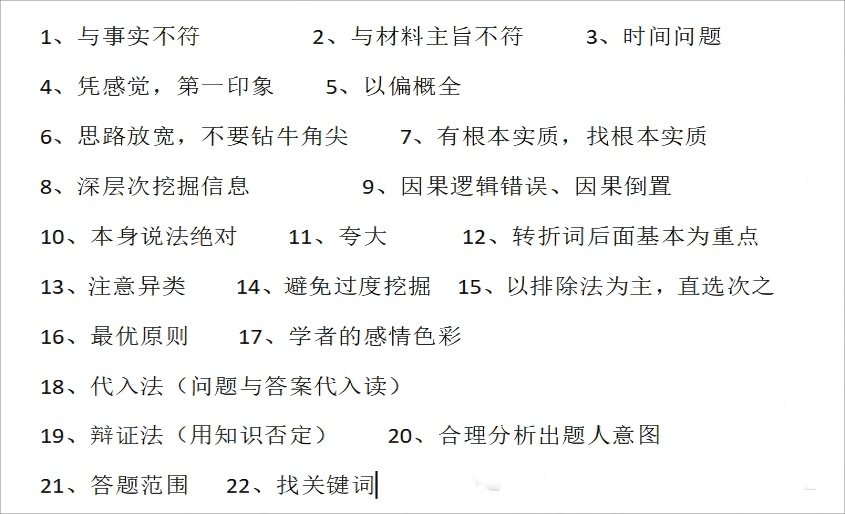 1、与事实不符 2、与材料主旨不符 3、时间问题
4、凭感觉，第一印象 5、以偏概全
6、思路放宽，不要钻牛角尖 7、有根本实质，找根本实质
8、深层次挖掘信息 9、因果逻辑错误、因果倒置
10、本身说法绝对 11、夸大 12、转折词后面基本为重点
13、注意异类 14、避免过度挖掘 15、以排除法为主，直选次之
16、最优原则 17、学者的感情色彩
18、代入法（问题与答案代入读）
19、辩证法（用知识否定） 20、合理分析出题人意图
21、答题范围 22、找关键词